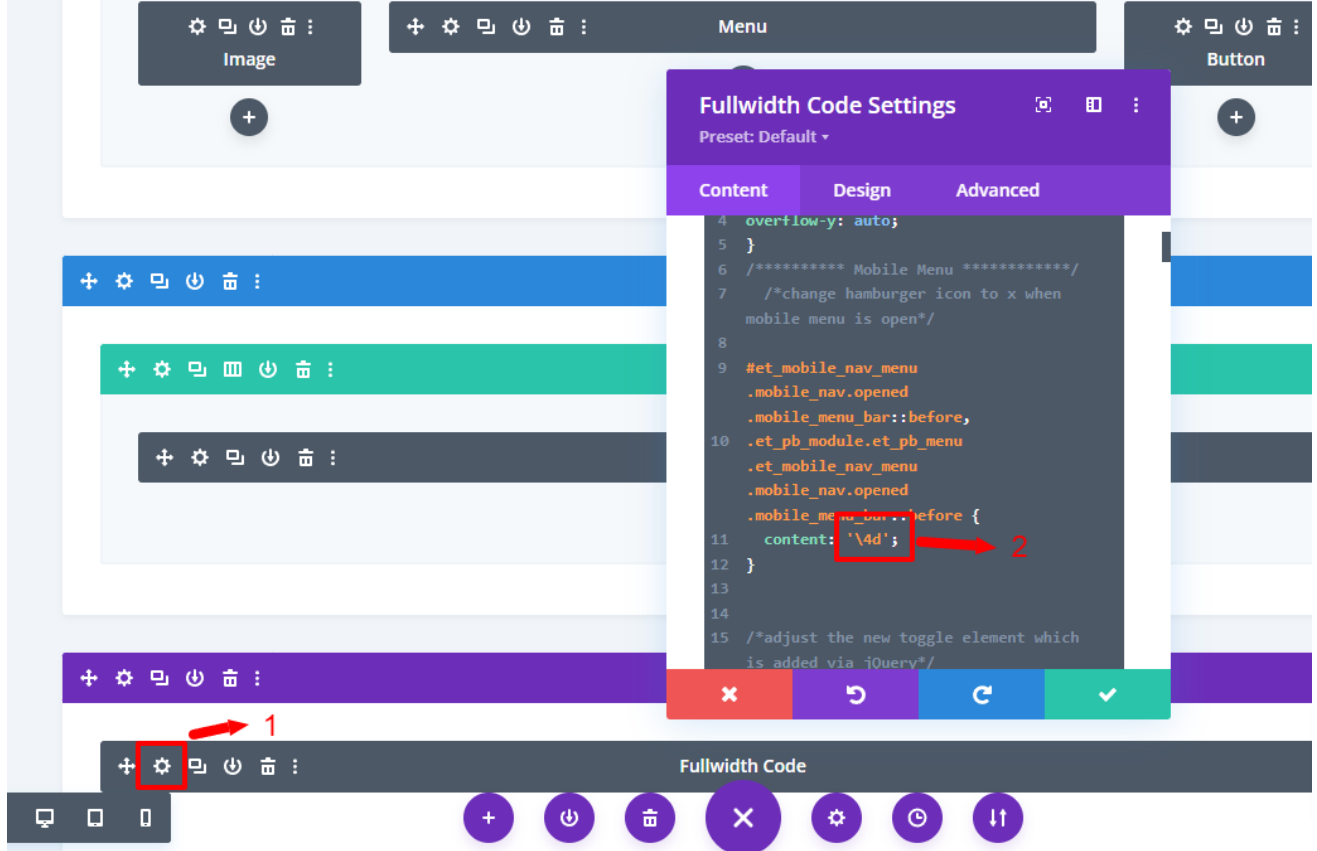 Image
Menu
Button
Fullwidth Code Settings
Preset: Default
Content Design Advanced
4 overflow-y: auto;
5 }
6 /********** Mobile Menu ************/
7 /*change hamburger icon to x when
mobile menu is open*/
8
9 #et_mobile_nav_menu
.mobile_nav.opened
.mobile_menu_bar::before,
10 .et_pb_module.et_pb_menu
.et_mobile_nav_menu
.mobile_nav.opened
.mobile_menu_bar::before {
11 content: '\4d';
2
12 }
13
14
15 /*adjust the new toggle element which
is added via jQuery*/
1
Fullwidth Code